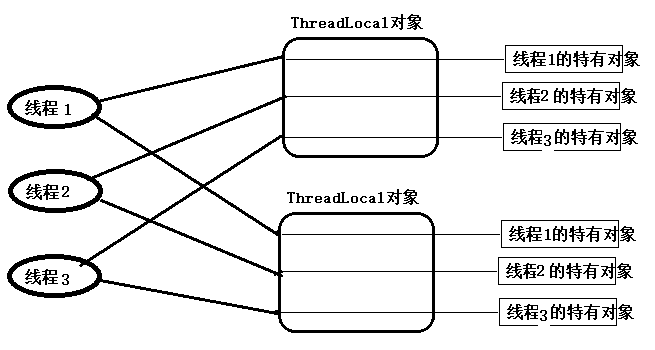 ThreadLocal对象
线程1的特有对象
线程1
线程2 的特有对象
线程3的特有对象
线程2
ThreadLocal对象
线程1的特有对象
线程3
线程2 的特有对象
线程3的特有对象